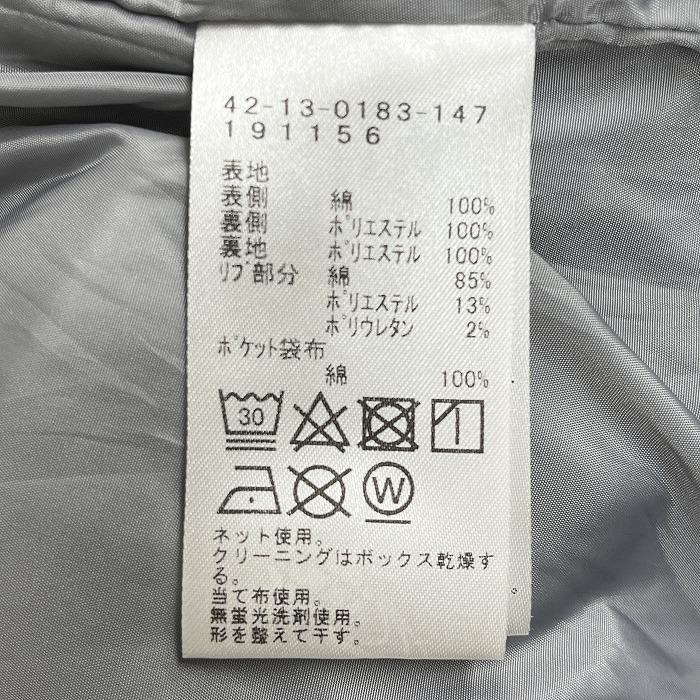 42-13-0183-147
191156
表地
表側 綿 100%
裏側 ポリエステル 100%
裏地 ポリエステル 100%
リブ部分 綿 85%
ポリエステル 13%
ポリウレタン 2%
ポケット袋布
綿 100%
30
W
ネット使用。
クリーニングはボックス乾燥す
る。
当て布使用。
無蛍光洗剤使用。
形を整えて干す。